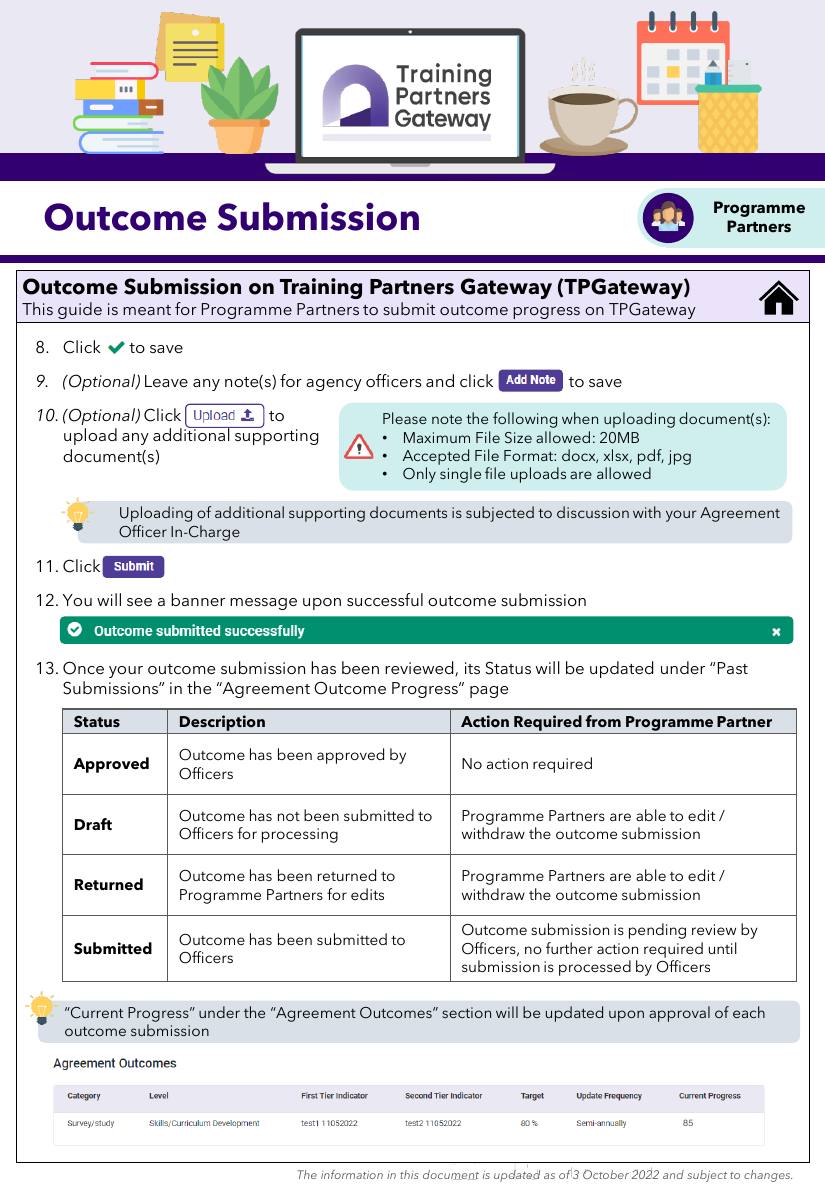 Training
Partners
Gateway
Outcome Submission
Programme
Partners
Outcome Submission on Training Partners Gateway (TPGateway)
This guide is meant for Programme Partners to submit outcome progress on TPGateway
8. Click to save
9. (Optional) Leave any note(s) for agency officers and click Add Note to save
10. (Optional) Click Upload to
upload any additional supporting
document(s)
Please note the following when uploading document(s):
• Maximum File Size allowed: 20MB
• Accepted File Format: docx, xlsx, pdf, jpg
• Only single file uploads are allowed
Uploading of additional supporting documents is subjected to discussion with your Agreement
Officer In-Charge
11. Click Submit
12. You will see a banner message upon successful outcome submission
Outcome submitted successfully ×
13. Once your outcome submission has been reviewed, its Status will be updated under “Past
Submissions” in the “Agreement Outcome Progress” page
Status Description Action Required from Programme Partner
Approved Outcome has been approved by
Officers No action required
Draft Outcome has not been submitted to
Officers for processing
Programme Partners are able to edit /
withdraw the outcome submission
Returned Outcome has been returned to
Programme Partners for edits
Programme Partners are able to edit /
withdraw the outcome submission
Submitted Outcome has been submitted to
Officers
Outcome submission is pending review by
Officers, no further action required until
submission is processed by Officers
“Current Progress” under the “Agreement Outcomes” section will be updated upon approval of each
outcome submission
Agreement Outcomes
Category Level First Tier Indicator Second Tier Indicator Target Update Frequency Current Progress
Survey/study Skills/Curriculum Development test1 11052022 test2 11052022 80 % Semi-annually 85
The information in this document is updated as of 3 October 2022 and subject to changes.